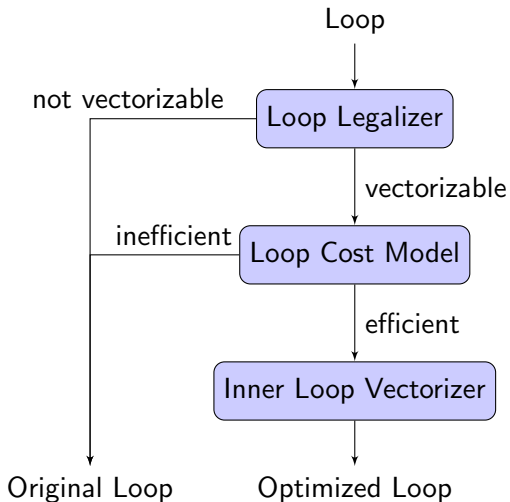 Loop
not vectorizable
Loop Legalizer
vectorizable
inefficient
Loop Cost Model
efficient
Inner Loop Vectorizer
Original Loop
Optimized Loop